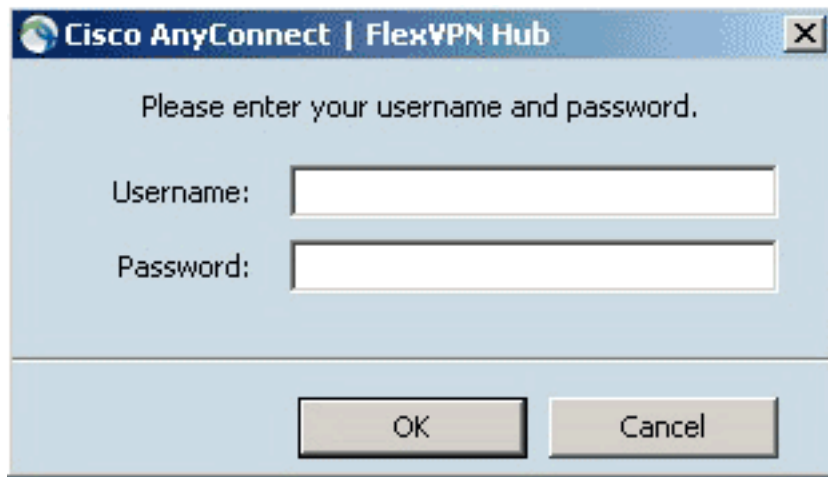 Cisco AnyConnect | FlexVPN Hub
Please enter your username and password.
Username:
Password:
OK Cancel